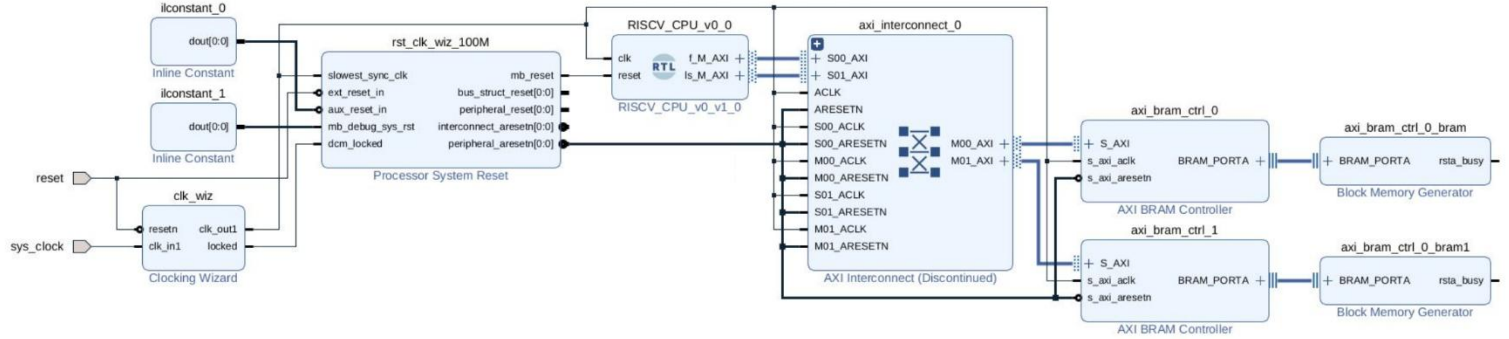 ilconstant_0
dout[0:0]
Inline Constant
ilconstant_1
dout[0:0]
Inline Constant
reset
sys_clock
clk_wiz
resetn
clk_out1
clk_in1
locked
Clocking Wizard
rst_clk_wiz_100M
slowest_sync_clk
mb_reset
ext_reset_in
bus_struct_reset[0:0]
aux_reset_in
peripheral_reset[0:0]
mb_debug_sys_rst
interconnect_aresetn[0:0]
dcm_locked
peripheral_aresetn[0:0]
Processor System Reset
RISCV_CPU_v0_0
clk
f_M_AXI
RTL
reset
ls_M_AXI
RISCV_CPU_v0_v1_0
axi_interconnect_0
S00_AXI
S01_AXI
ACLK
ARESETN
S00_ACLK
S00_ARESETN
M00_AXI
M00_ACLK
M01_AXI
M00_ARESETN
S01_ACLK
S01_ARESETN
M01_ACLK
M01_ARESETN
AXI Interconnect (Discontinued)
axi_bram_ctrl_0
S_AXI
BRAM_PORTA
s_axi_aclk
s_axi_aresetn
AXI BRAM Controller
axi_bram_ctrl_0_bram
BRAM_PORTA
rsta_busy
Block Memory Generator
axi_bram_ctrl_1
S_AXI
BRAM_PORTA
s_axi_aclk
s_axi_aresetn
AXI BRAM Controller
axi_bram_ctrl_0_bram1
BRAM_PORTA
rsta_busy
Block Memory Generator